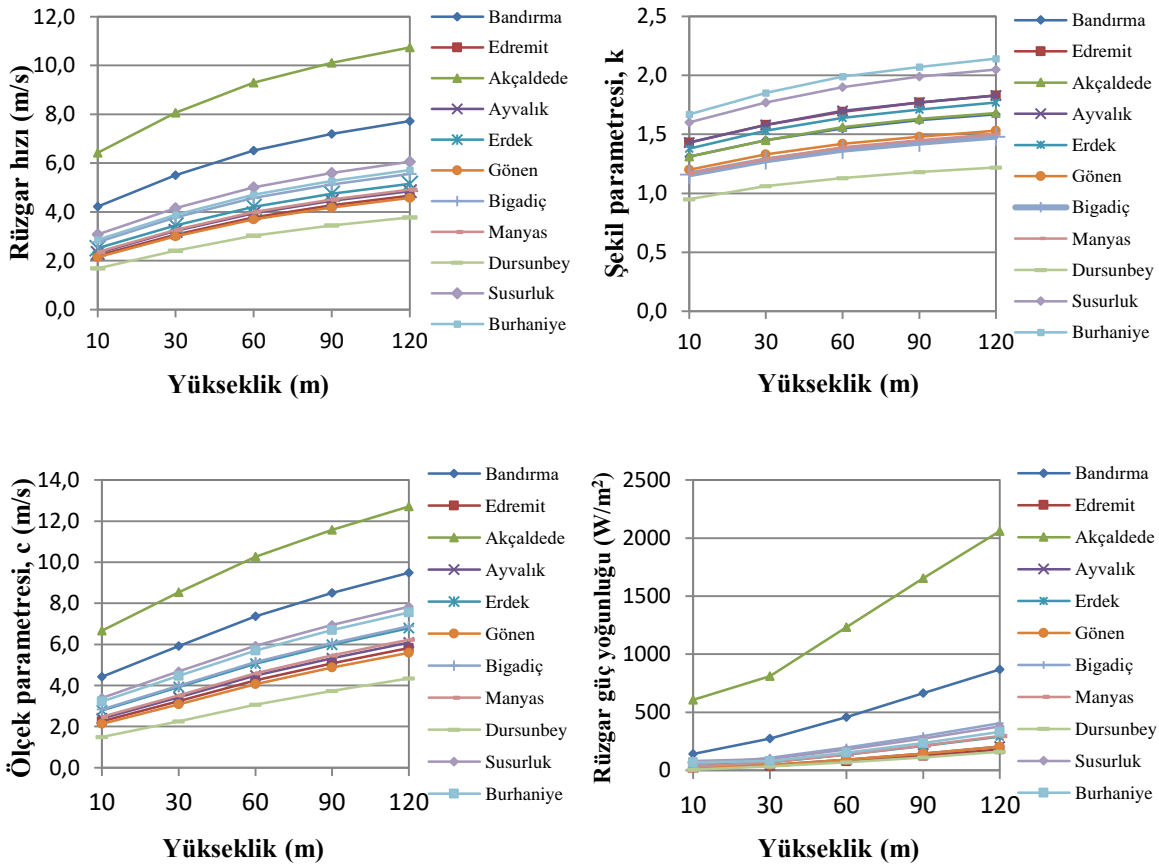 Rüzgar hızı (m/s)
12,0
10,0
8,0
6,0
4,0
2,0
0,0
10 30 60 90 120
Yükseklik (m)
Bandırma
Edremit
Akçaldede
Ayvalık
Erdek
Gönen
Bigadiç
Manyas
Dursunbey
Susurluk
Burhaniye
Şekil parametresi, k
2,5
2,0
1,5
1,0
0,5
0,0
10 30 60 90 120
Yükseklik (m)
Bandırma
Edremit
Akçaldede
Ayvalık
Erdek
Gönen
Bigadiç
Manyas
Dursunbey
Susurluk
Burhaniye
Ölçek parametresi, c (m/s)
14,0
12,0
10,0
8,0
6,0
4,0
2,0
0,0
10 30 60 90 120
Yükseklik (m)
Bandırma
Edremit
Akçaldede
Ayvalık
Erdek
Gönen
Bigadiç
Manyas
Dursunbey
Susurluk
Burhaniye
Rüzgar güç yoğunluğu (W/m²)
2500
2000
1500
1000
500
0
10 30 60 90 120
Yükseklik (m)
Bandırma
Edremit
Akçaldede
Ayvalık
Erdek
Gönen
Bigadiç
Manyas
Dursunbey
Susurluk
Burhaniye